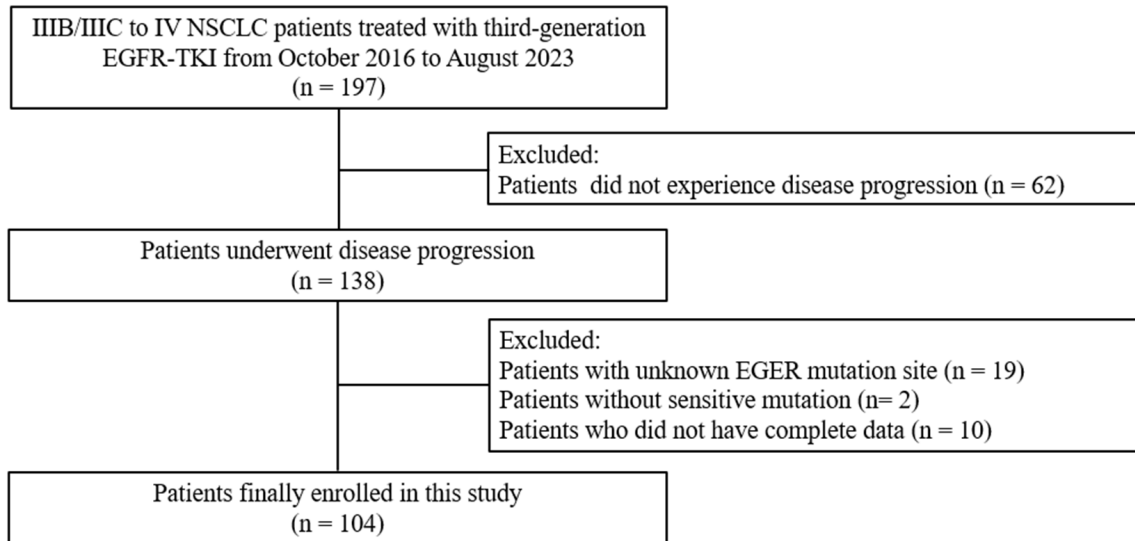 IIIB/IIIC to IV NSCLC patients treated with third-generation
EGFR-TKI from October 2016 to August 2023
(n = 197)
Excluded:
Patients did not experience disease progression (n = 62)
Patients underwent disease progression
(n = 138)
Excluded:
Patients with unknown EGER mutation site (n = 19)
Patients without sensitive mutation (n= 2)
Patients who did not have complete data (n = 10)
Patients finally enrolled in this study
(n = 104)